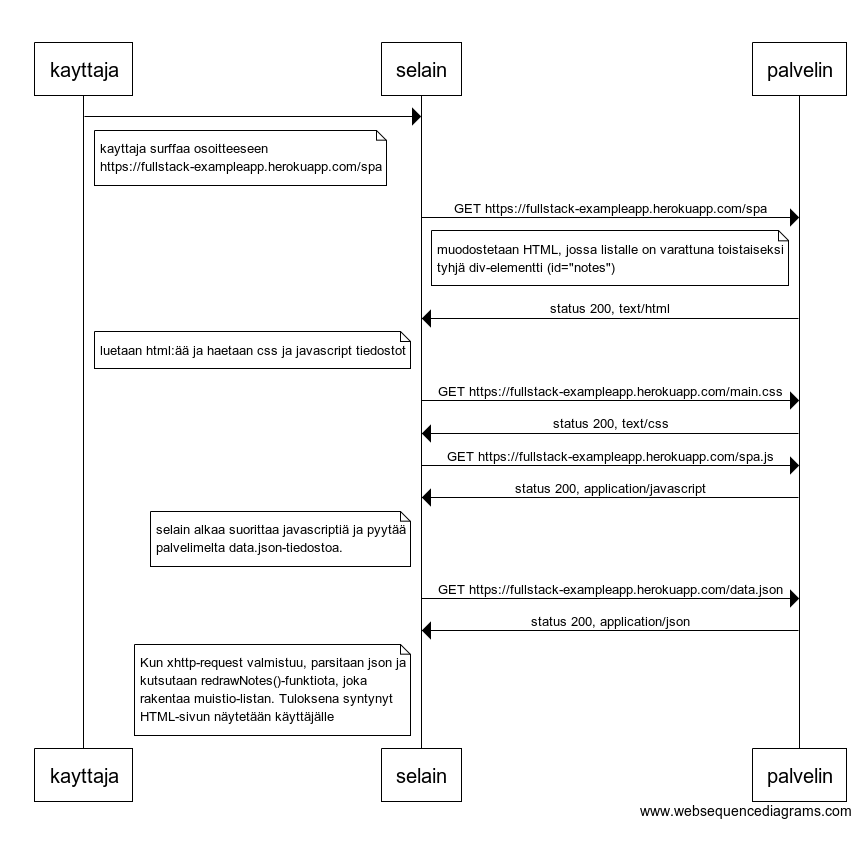 kayttaja
selain
palvelin
kayttaja surffaa osoitteeseen
https://fullstack-exampleapp.herokuapp.com/spa
GET https://fullstack-exampleapp.herokuapp.com/spa
muodostetaan HTML, jossa listalle on varattuna toistaiseksi
tyhjä div-elementti (id="notes")
status 200, text/html
luetaan html:ää ja haetaan css ja javascript tiedostot
GET https://fullstack-exampleapp.herokuapp.com/main.css
status 200, text/css
GET https://fullstack-exampleapp.herokuapp.com/spa.js
status 200, application/javascript
selain alkaa suorittaa javascriptiä ja pyytää
palvelimelta data.json-tiedostoa.
GET https://fullstack-exampleapp.herokuapp.com/data.json
status 200, application/json
Kun xhttp-request valmistuu, parsitaan json ja
kutsutaan redrawNotes()-funktiota, joka
rakentaa muistio-listan. Tuloksena syntynyt
HTML-sivun näytetään käyttäjälle
kayttaja
selain
palvelin
www.websequencediagrams.com